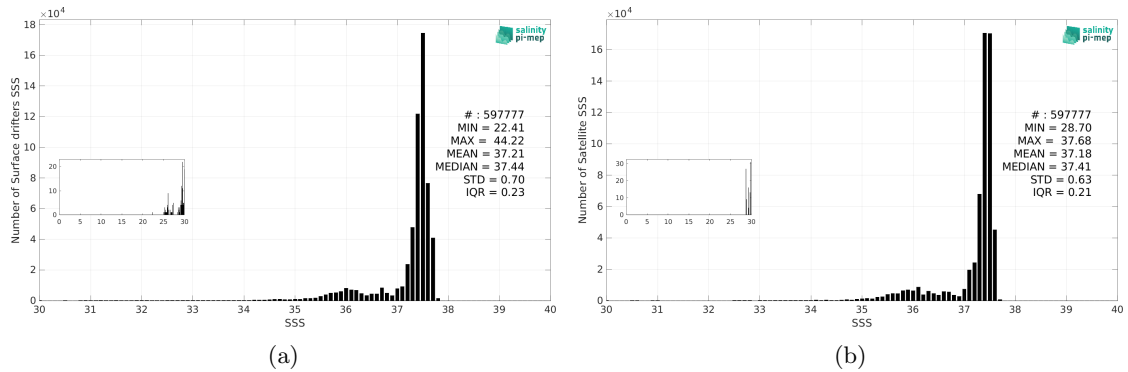 ×10⁴
18
16
14
12
10
8
6
4
2
0
Number of Surface drifters SSS
30 31 32 33 34 35 36 37 38 39 40
SSS
salinity
pi-mep
# : 597777
MIN = 22.41
MAX = 44.22
MEAN = 37.21
MEDIAN = 37.44
STD = 0.70
IQR = 0.23
20
10
0
0 5 10 15 20 25 30
(a)
×10⁴
18
16
14
12
10
8
6
4
2
0
Number of Satellite SSS
30 31 32 33 34 35 36 37 38 39 40
SSS
salinity
pi-mep
# : 597777
MIN = 28.70
MAX = 37.68
MEAN = 37.18
MEDIAN = 37.41
STD = 0.63
IQR = 0.21
30
20
10
0
0 5 10 15 20 25 30
(b)